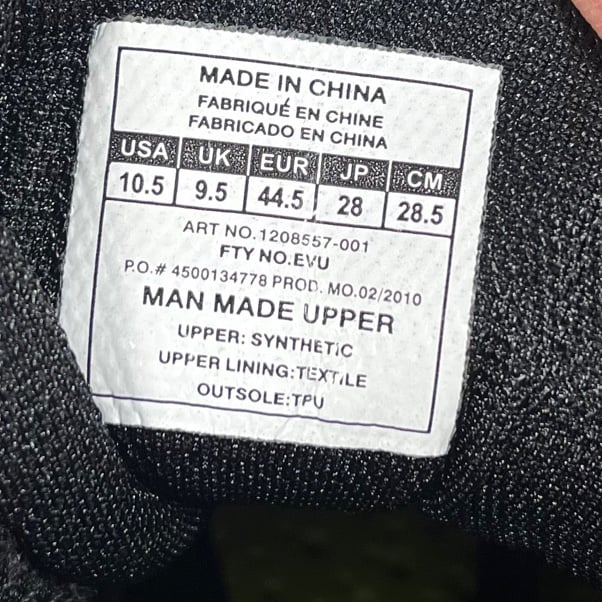 MADE IN CHINA
FABRIQUÉ EN CHINE
FABRICADO EN CHINA
USA UK EUR JP CM
10.5 9.5 44.5 28 28.5
ART NO.1208557-001
FTY NO.EVU
P.O.# 4500134778 PROD. MO.02/2010
MAN MADE UPPER
UPPER: SYNTHETIC
UPPER LINING:TEXTILE
OUTSOLE:TPU